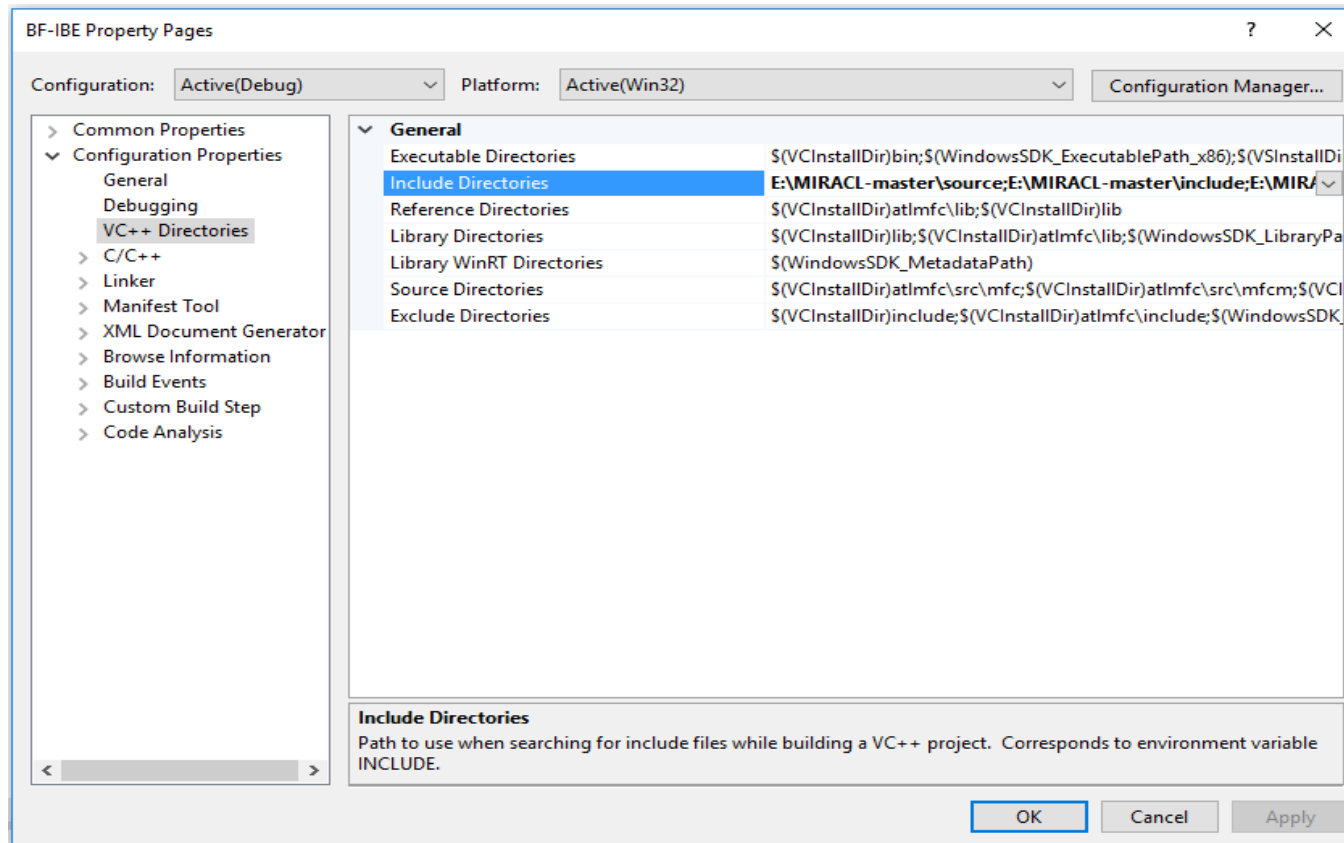 BF-IBE Property Pages ? ×
Configuration: Active(Debug) Platform: Active(Win32) Configuration Manager...
Common Properties
Configuration Properties
General
Debugging
VC++ Directories
C/C++
Linker
Manifest Tool
XML Document Generator
Browse Information
Build Events
Custom Build Step
Code Analysis
General
Executable Directories $(VCInstallDir)bin;$(WindowsSDK_ExecutablePath_x86);$(VSInstallDi
Include Directories E:\MIRACL-master\source;E:\MIRACL-master\include;E:\MIRA
Reference Directories $(VCInstallDir)atlmfc\lib;$(VCInstallDir)lib
Library Directories $(VCInstallDir)lib;$(VCInstallDir)atlmfc\lib;$(WindowsSDK_LibraryPa
Library WinRT Directories $(WindowsSDK_MetadataPath)
Source Directories $(VCInstallDir)atlmfc\src\mfc;$(VCInstallDir)atlmfc\src\mfcm;$(VCI
Exclude Directories $(VCInstallDir)include;$(VCInstallDir)atlmfc\include;$(WindowsSDK_
Include Directories
Path to use when searching for include files while building a VC++ project. Corresponds to environment variable
INCLUDE.
OK Cancel Apply